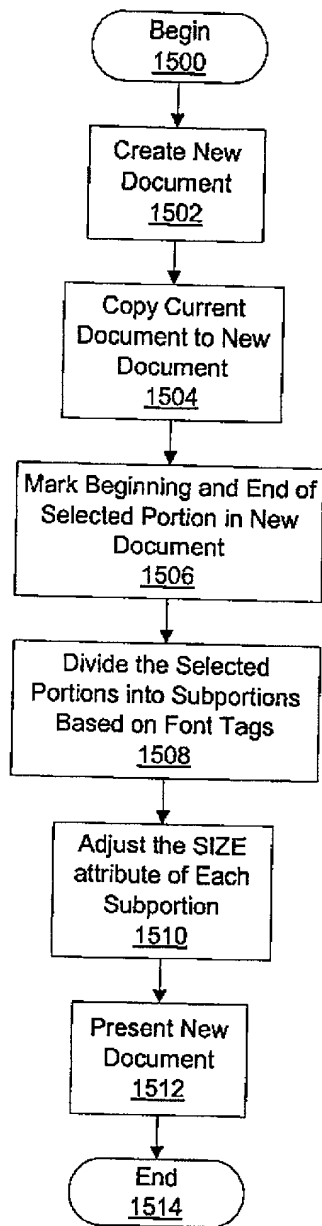 Begin
1500
Create New
Document
1502
Copy Current
Document to New
Document
1504
Mark Beginning and End of
Selected Portion in New
Document
1506
Divide the Selected
Portions into Subportions
Based on Font Tags
1508
Adjust the SIZE
attribute of Each
Subportion
1510
Present New
Document
1512
End
1514